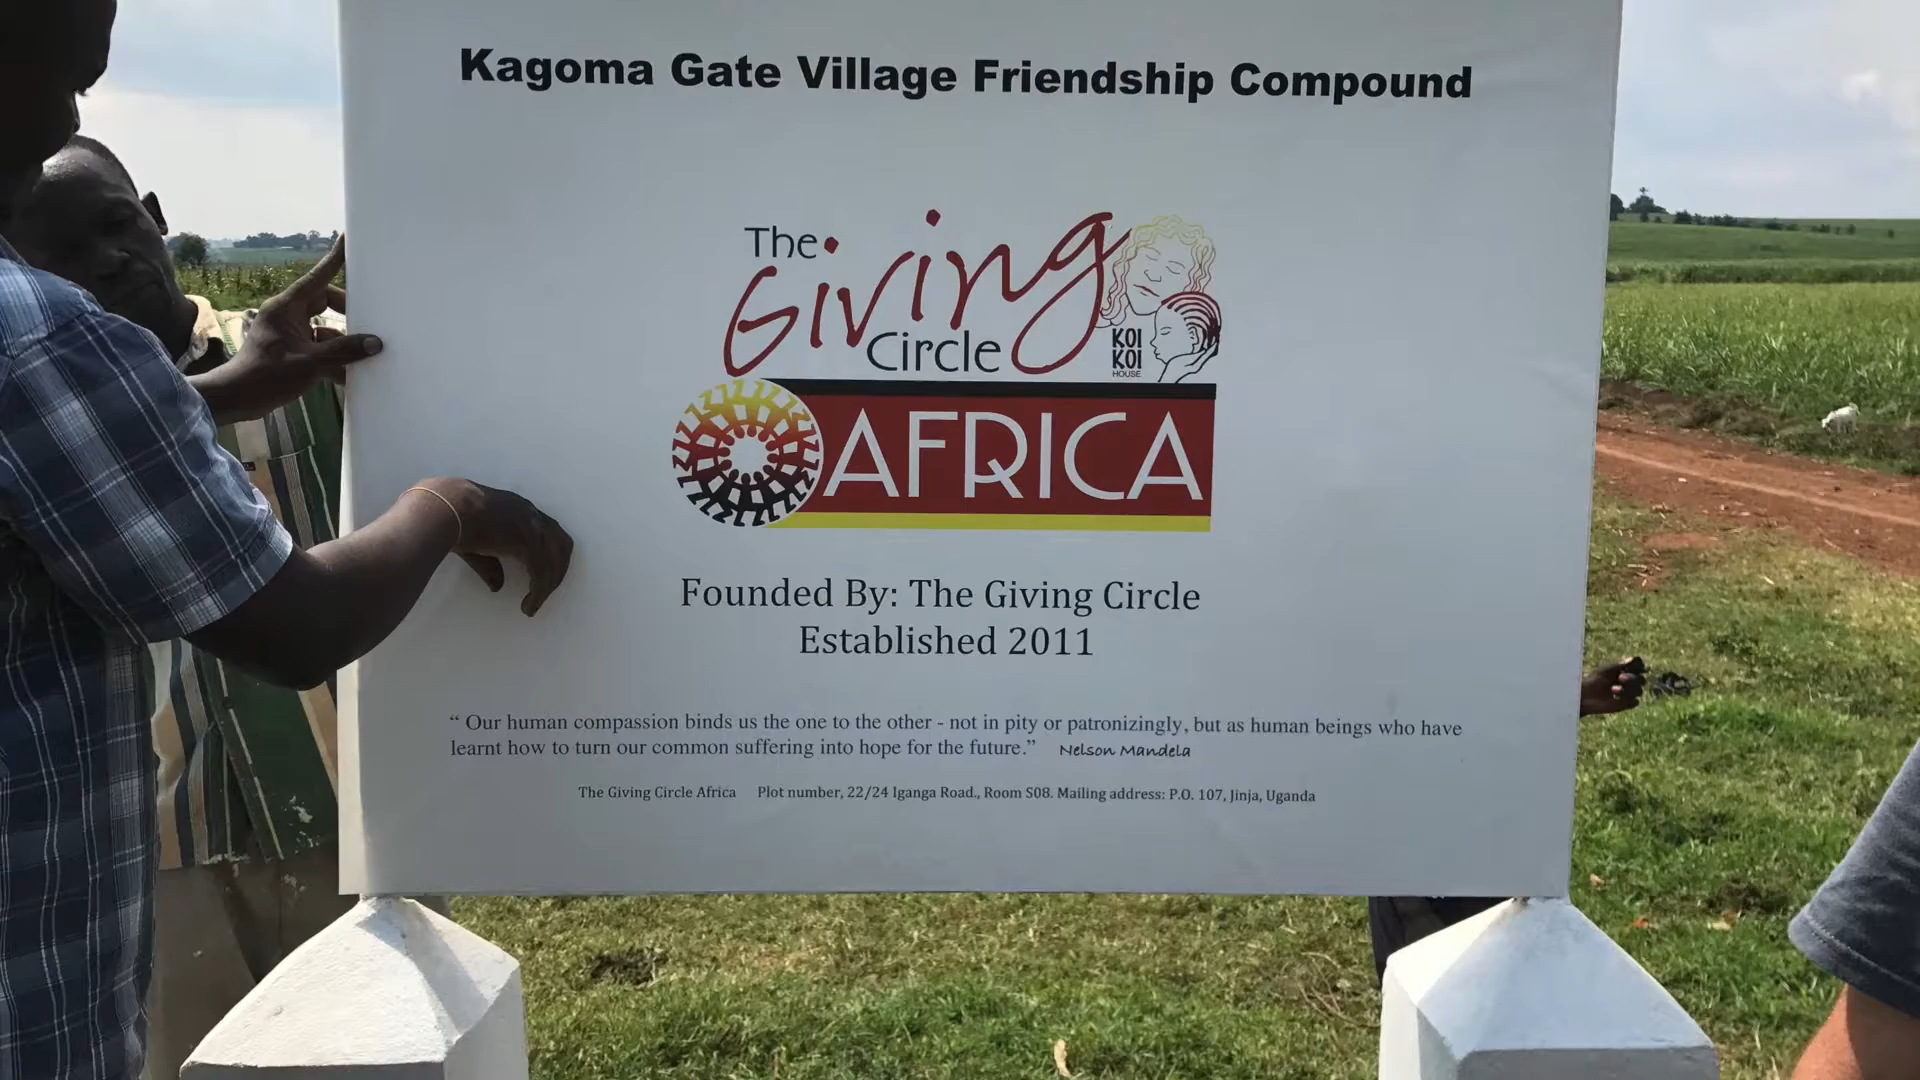 Kagoma Gate Village Friendship Compound
The
Giving
Circle
KOI
KOI
HOUSE
AFRICA
Founded By: The Giving Circle
Established 2011
“ Our human compassion binds us the one to the other - not in pity or patronizingly, but as human beings who have
learnt how to turn our common suffering into hope for the future.” Nelson Mandela
The Giving Circle Africa Plot number, 22/24 Iganga Road., Room S08. Mailing address: P.O. 107, Jinja, Uganda